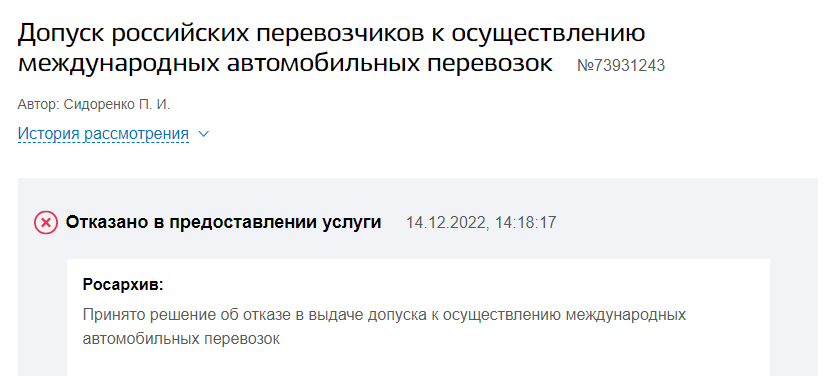 Допуск российских перевозчиков к осуществлению
международных автомобильных перевозок №73931243
Автор: Сидоренко П. И.
История рассмотрения
Отказано в предоставлении услуги 14.12.2022, 14:18:17
Росархив:
Принято решение об отказе в выдаче допуска к осуществлению международных
автомобильных перевозок